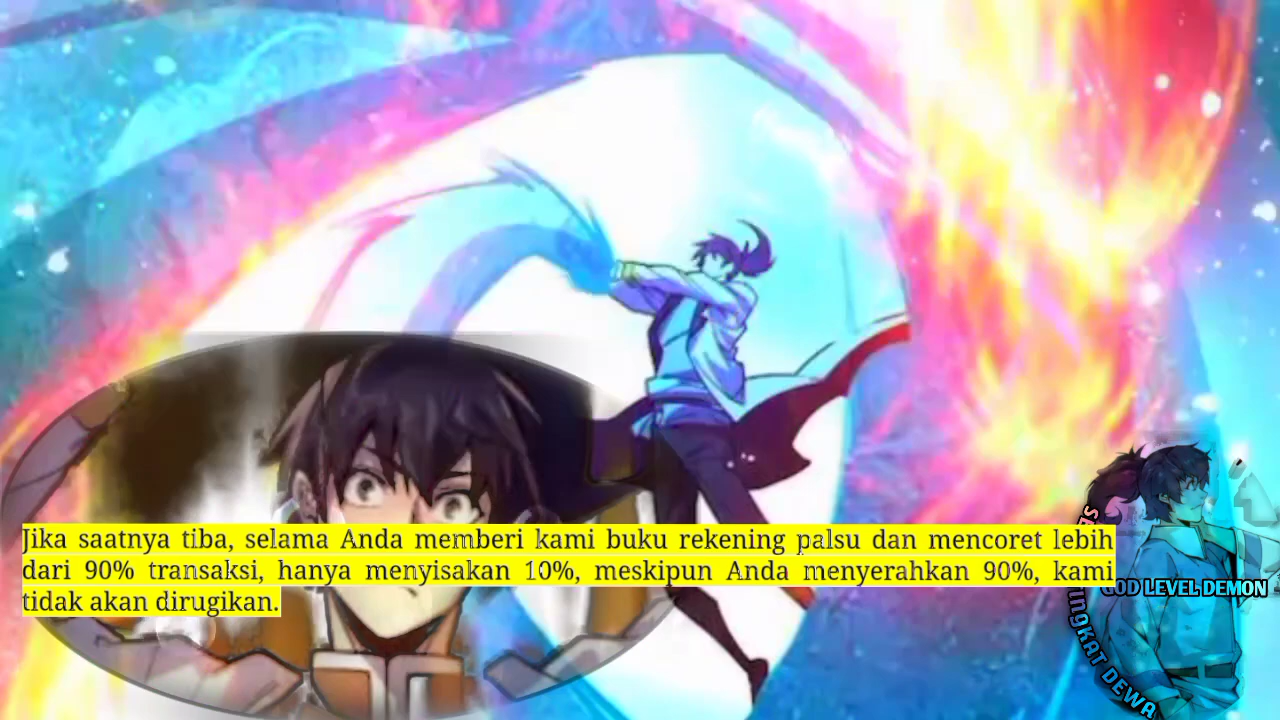 Jika saatnya tiba, selama Anda memberi kami buku rekening palsu dan mencoret lebih
dari 90% transaksi, hanya menyisakan 10%, meskipun Anda menyerahkan 90%, kami
tidak akan dirugikan.
GOD LEVEL DEMON
TINGKAT DEWA